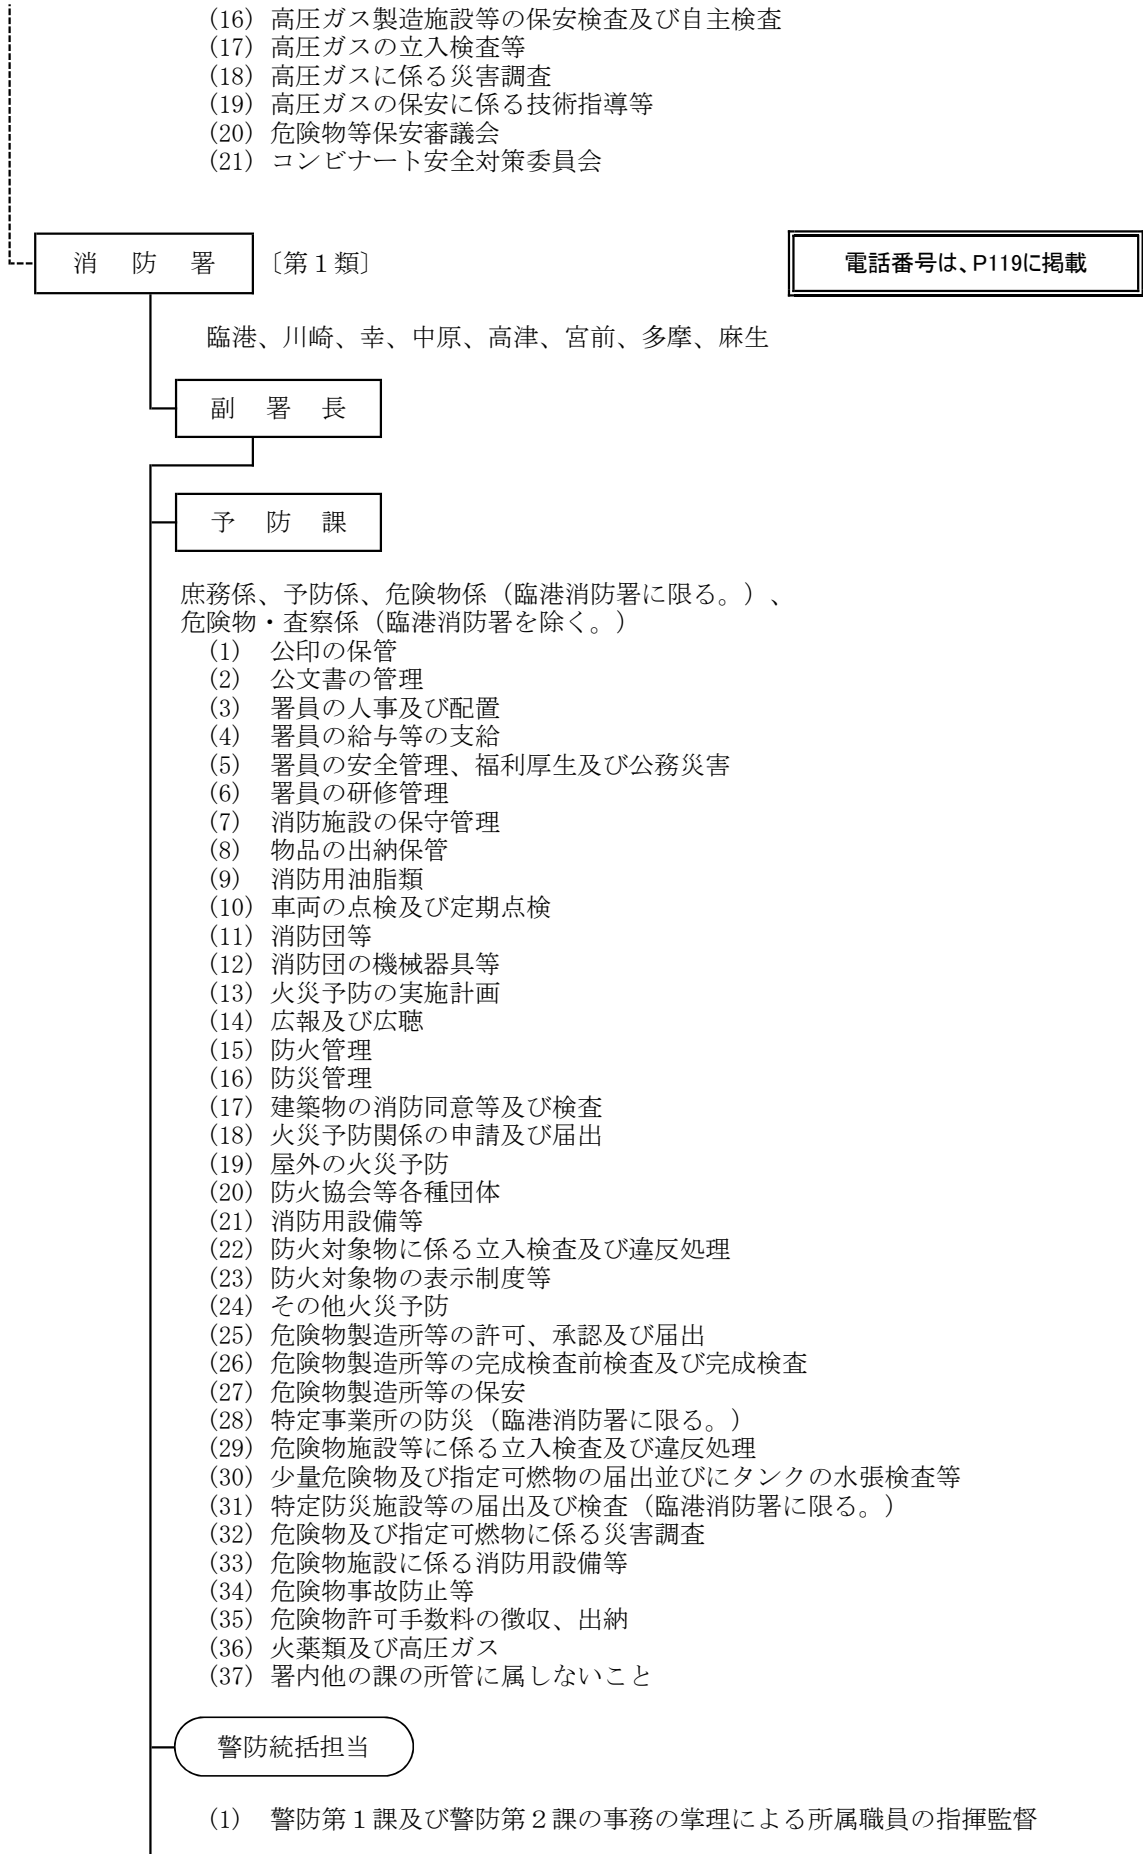 (16) 高圧ガス製造施設等の保安検査及び自主検査
(17) 高圧ガスの立入検査等
(18) 高圧ガスに係る災害調査
(19) 高圧ガスの保安に係る技術指導等
(20) 危険物等保安審議会
(21) コンビナート安全対策委員会
消　防　署 〔第１類〕
電話番号は、P119に掲載
臨港、川崎、幸、中原、高津、宮前、多摩、麻生
副　署　長
予　防　課
庶務係、予防係、危険物係（臨港消防署に限る。）、
危険物・査察係（臨港消防署を除く。）
(1)　公印の保管
(2)　公文書の管理
(3)　署員の人事及び配置
(4)　署員の給与等の支給
(5)　署員の安全管理、福利厚生及び公務災害
(6)　署員の研修管理
(7)　消防施設の保守管理
(8)　物品の出納保管
(9)　消防用油脂類
(10) 車両の点検及び定期点検
(11) 消防団等
(12) 消防団の機械器具等
(13) 火災予防の実施計画
(14) 広報及び広聴
(15) 防火管理
(16) 防災管理
(17) 建築物の消防同意等及び検査
(18) 火災予防関係の申請及び届出
(19) 屋外の火災予防
(20) 防火協会等各種団体
(21) 消防用設備等
(22) 防火対象物に係る立入検査及び違反処理
(23) 防火対象物の表示制度等
(24) その他火災予防
(25) 危険物製造所等の許可、承認及び届出
(26) 危険物製造所等の完成検査前検査及び完成検査
(27) 危険物製造所等の保安
(28) 特定事業所の防災（臨港消防署に限る。）
(29) 危険物施設等に係る立入検査及び違反処理
(30) 少量危険物及び指定可燃物の届出並びにタンクの水張検査等
(31) 特定防災施設等の届出及び検査（臨港消防署に限る。）
(32) 危険物及び指定可燃物に係る災害調査
(33) 危険物施設に係る消防用設備等
(34) 危険物事故防止等
(35) 危険物許可手数料の徴収、出納
(36) 火薬類及び高圧ガス
(37) 署内他の課の所管に属しないこと
警防統括担当
(1)　警防第１課及び警防第２課の事務の掌理による所属職員の指揮監督